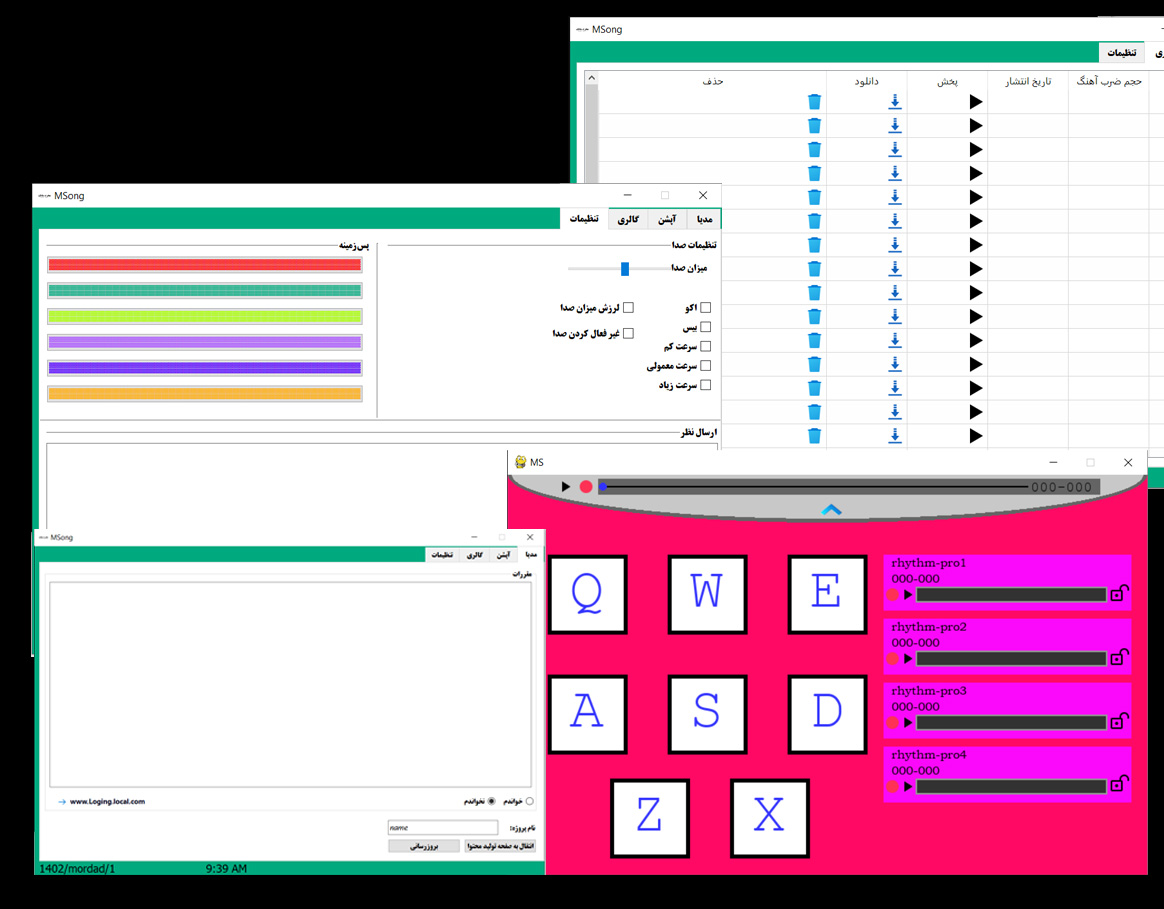 MSong
تنظیمات
حذف دانلود پخش تاریخ انتشار حجم ضرب آهنگ
MSong
تنظیمات گالری آپشن مدیا
تنظیمات صدا
میزان صدا
اکو
بیس
سرعت کم
سرعت معمولی
سرعت زیاد
لرزش میزان صدا
غیر فعال کردن صدا
پس‌زمینه
ارسال نظر
MSong
مدیا آپشن گالری تنظیمات
مقررات
www.Loging.local.com
خواندم نخواندم
نام پروژه:
name
انتقال به صفحه تولید محتوا
بروزرسانی
1402/mordad/1 9:39 AM
MS
000-000
Q W E
A S D
Z X
rhythm-pro1
000-000
rhythm-pro2
000-000
rhythm-pro3
000-000
rhythm-pro4
000-000